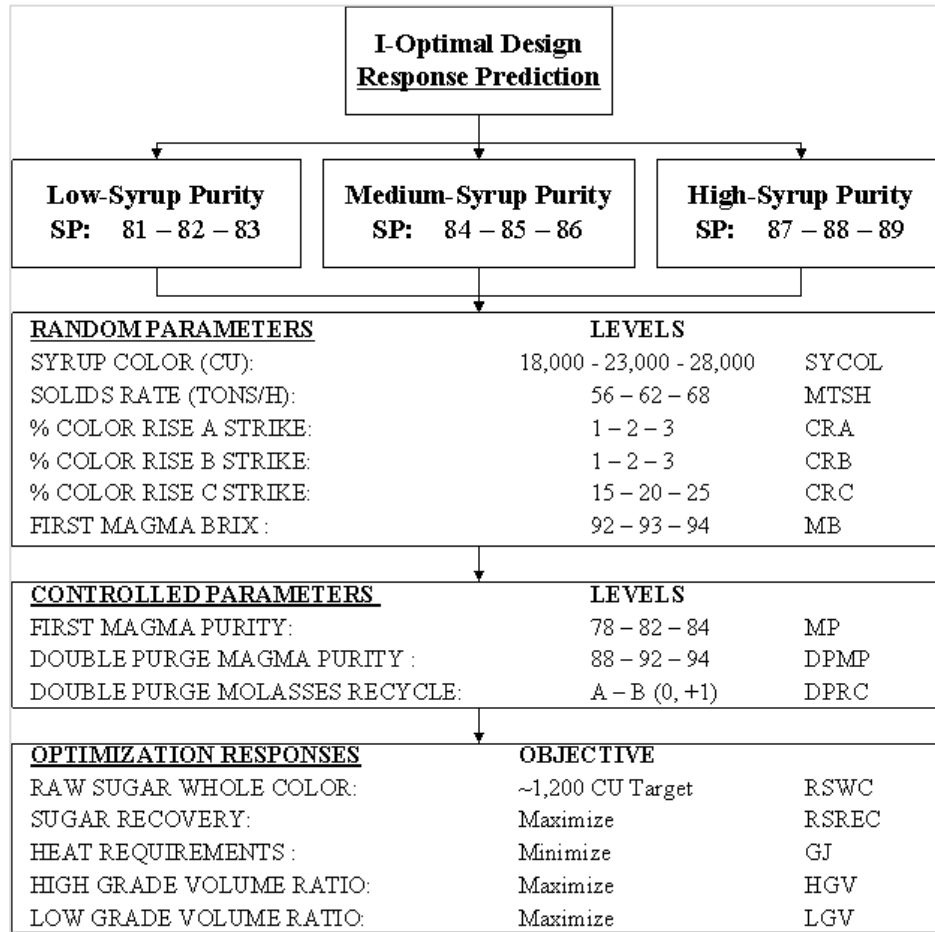 I-Optimal Design
Response Prediction
Low-Syrup Purity
SP: 81 – 82 – 83
Medium-Syrup Purity
SP: 84 – 85 – 86
High-Syrup Purity
SP: 87 – 88 – 89
RANDOM PARAMETERS LEVELS
SYRUP COLOR (CU): 18,000 - 23,000 - 28,000 SYCOL
SOLIDS RATE (TONS/H): 56 – 62 – 68 MTSH
% COLOR RISE A STRIKE: 1 – 2 – 3 CRA
% COLOR RISE B STRIKE: 1 – 2 – 3 CRB
% COLOR RISE C STRIKE: 15 – 20 – 25 CRC
FIRST MAGMA BRIX : 92 – 93 – 94 MB
CONTROLLED PARAMETERS LEVELS
FIRST MAGMA PURITY: 78 – 82 – 84 MP
DOUBLE PURGE MAGMA PURITY : 88 – 92 – 94 DPMP
DOUBLE PURGE MOLASSES RECYCLE: A – B (0, +1) DPRC
OPTIMIZATION RESPONSES OBJECTIVE
RAW SUGAR WHOLE COLOR: ~1,200 CU Target RSWC
SUGAR RECOVERY: Maximize RSREC
HEAT REQUIREMENTS : Minimize GJ
HIGH GRADE VOLUME RATIO: Maximize HGV
LOW GRADE VOLUME RATIO: Maximize LGV